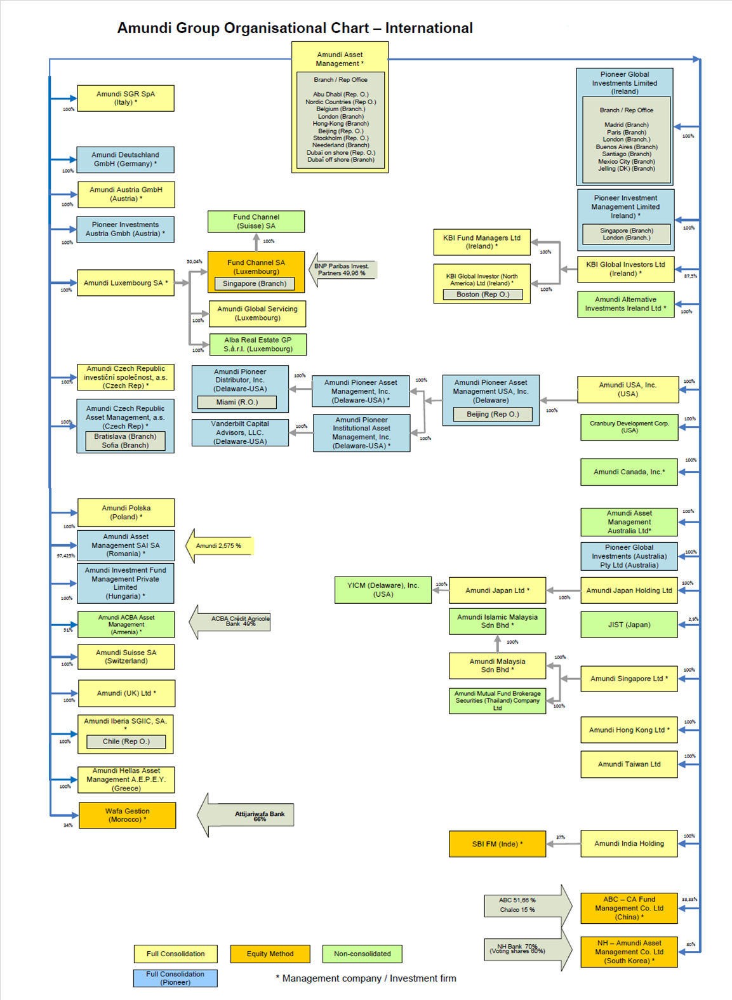 Amundi Group Organisational Chart – International
Amundi Asset
Management *
Branch / Rep Office
Abu Dhabi (Rep. O.)
Nordic Countries (Rep O.)
Belgium (Branch.)
London (Branch)
Hong-Kong (Branch)
Beijing (Rep. O.)
Stockholm (Rep. O.)
Neederland (Branch)
Dubaï on shore (Rep. O.)
Dubaï off shore (Branch)
Amundi SGR SpA
(Italy) *
100%
Amundi Deutschland
GmbH (Germany) *
100%
Amundi Austria GmbH
(Austria) *
100%
Pioneer Investments
Austria Gmbh (Austria) *
100%
Amundi Luxembourg SA *
100%
Fund Channel
(Suisse) SA
100%
50,04%
Fund Channel SA
(Luxembourg)
Singapore (Branch)
BNP Paribas Invest.
Partners 49,96 %
Amundi Global Servicing
(Luxembourg)
100%
Alba Real Estate GP
S.à.r.l. (Luxembourg)
100%
Amundi Czech Republic
investiční společnost, a.s.
(Czech Rep) *
100%
Amundi Czech Republic
Asset Management, a.s.
(Czech Rep) *
Bratislava (Branch)
Sofia (Branch)
100%
Amundi Pioneer
Distributor, Inc.
(Delaware-USA)
Miami (R.O.)
100%
Vanderbilt Capital
Advisors, LLC.
(Delaware-USA)
100%
Amundi Pioneer Asset
Management, Inc.
(Delaware-USA) *
100%
Amundi Pioneer
Institutional Asset
Management, Inc.
(Delaware-USA) *
100%
Amundi Pioneer Asset
Management USA, Inc.
(Delaware)
Beijing (Rep O.)
100%
Amundi Polska
(Poland) *
100%
Amundi Asset
Management SAI SA
(Romania) *
97,425%
Amundi 2,575 %
Amundi Investment Fund
Management Private
Limited
(Hungaria) *
100%
Amundi ACBA Asset
Management
(Armenia) *
51%
ACBA Crédit Agricole
Bank 49%
Amundi Suisse SA
(Switzerland)
100%
Amundi (UK) Ltd *
100%
Amundi Iberia SGIIC, SA.
*
Chile (Rep O.)
100%
Amundi Hellas Asset
Management A.E.P.E.Y.
(Greece)
100%
Wafa Gestion
(Morocco) *
34%
Attijariwafa Bank
66%
Pioneer Global
Investments Limited
(Ireland)
Branch / Rep Office
Madrid (Branch)
Paris (Branch)
London (Branch.)
Buenos Aires (Branch)
Santiago (Branch)
Mexico City (Branch)
Jelling (DK) (Branch)
100%
Pioneer Investment
Management Limited
Ireland) *
Singapore (Branch)
London (Branch.)
100%
KBI Fund Managers Ltd
(Ireland) *
100%
KBI Global Investor (North
America) Ltd (Ireland) *
Boston (Rep O.)
100%
KBI Global Investors Ltd
(Ireland) *
87,5%
Amundi Alternative
Investments Ireland Ltd *
100%
Amundi USA, Inc.
(USA)
100%
Cranbury Development Corp.
(USA)
100%
Amundi Canada, Inc.*
100%
Amundi Asset
Management
Australia Ltd*
100%
Pioneer Global
Investments (Australia)
Pty Ltd (Australia)
100%
YICM (Delaware), Inc.
(USA)
100%
Amundi Japan Ltd *
100%
Amundi Japan Holding Ltd
100%
JIST (Japan)
2,9%
Amundi Islamic Malaysia
Sdn Bhd *
100%
Amundi Malaysia
Sdn Bhd *
100%
Amundi Mutual Fund Brokerage
Securities (Thailand) Company
Ltd
100%
Amundi Singapore Ltd *
100%
Amundi Hong Kong Ltd *
100%
Amundi Taiwan Ltd
100%
SBI FM (Inde) *
37%
Amundi India Holding
100%
ABC 51,66 %
Chalco 15 %
ABC – CA Fund
Management Co. Ltd
(China) *
33,33%
NH Bank 70%
(Voting shares 60%)
NH – Amundi Asset
Management Co. Ltd
(South Korea) *
30%
Full Consolidation
Equity Method
Non-consolidated
Full Consolidation
(Pioneer)
* Management company / Investment firm